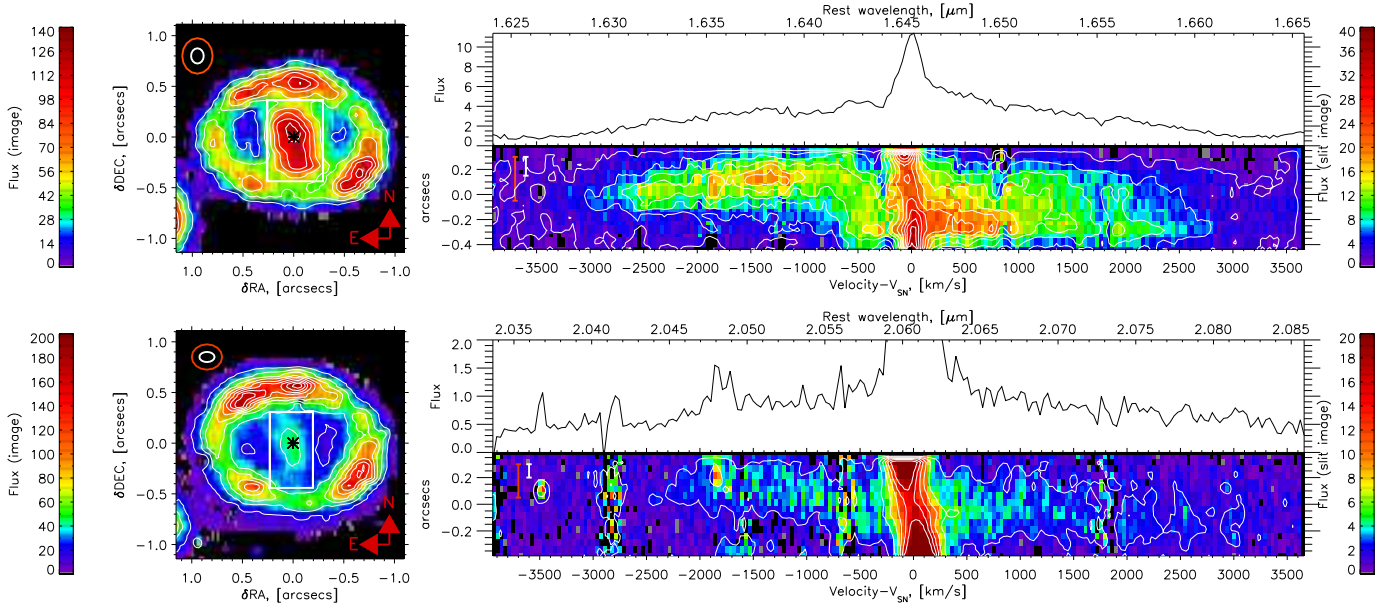 Rest wavelength, [μm]
1.625 1.630 1.635 1.640 1.645 1.650 1.655 1.660 1.665
140
126
112
98
84
70
56
42
28
14
0
Flux (image)
1.0
0.5
0.0
−0.5
−1.0
δDEC, [arcsecs]
N
E
1.0 0.5 0.0 −0.5 −1.0
δRA, [arcsecs]
10
8
6
4
2
0
Flux
0.2
0.0
−0.2
−0.4
arcsecs
−3500 −3000 −2500 −2000 −1500 −1000 −500 0 500 1000 1500 2000 2500 3000 3500
Velocity−V_SN, [km/s]
Flux (slit image)
40
36
32
28
24
20
16
12
8
4
0
Rest wavelength, [μm]
2.035 2.041 2.048 2.050 2.056 2.060 2.065 2.070 2.075 2.080 2.085
200
180
160
140
120
100
80
60
40
20
0
Flux (image)
1.0
0.5
0.0
−0.5
−1.0
δDEC, [arcsecs]
N
E
1.0 0.5 0.0 −0.5 −1.0
δRA, [arcsecs]
2.0
1.5
1.0
0.5
0.0
Flux
0.2
0.0
−0.2
arcsecs
−3500 −3000 −2500 −2000 −1500 −1000 −500 0 500 1000 1500 2000 2500 3000 3500
Velocity−V_SN, [km/s]
Flux (slit image)
20
18
16
14
12
10
8
6
4
2
0